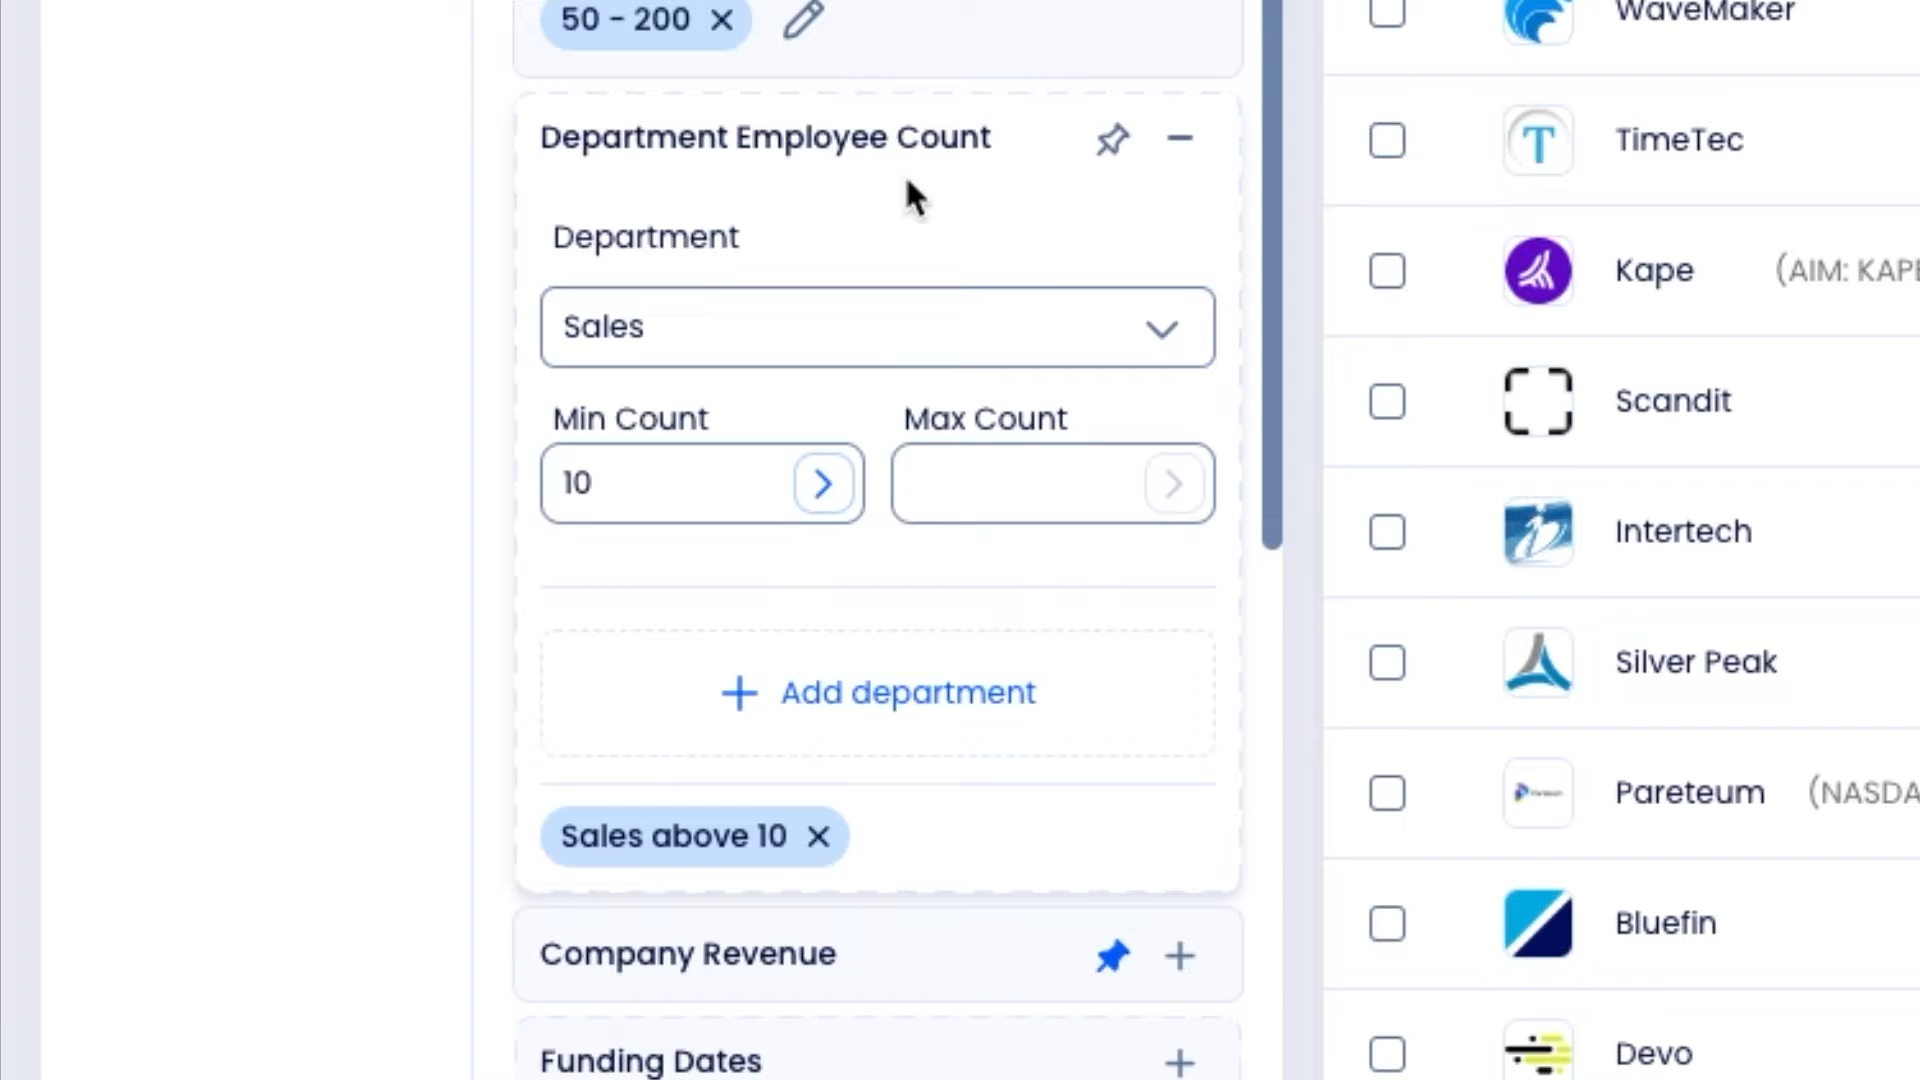 50 - 200
Department Employee Count
Department
Sales
Min Count
Max Count
10
Add department
Sales above 10
Company Revenue
Funding Dates
WaveMaker
TimeTec
Kape (AIM: KAPE
Scandit
Intertech
Silver Peak
Pareteum (NASDA
Bluefin
Devo